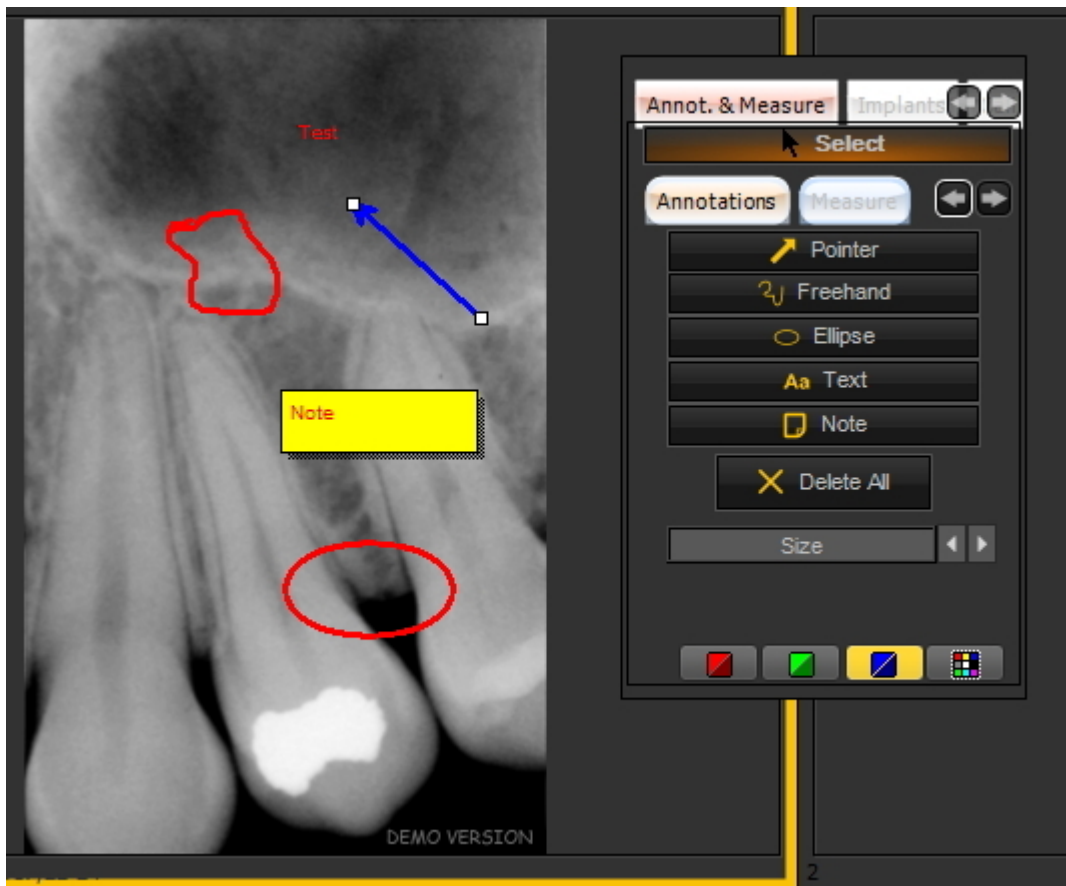 Test
Note
DEMO VERSION
Annot. & Measure
Implants
Select
Annotations
Measure
Pointer
Freehand
Ellipse
Aa Text
Note
Delete All
Size
2